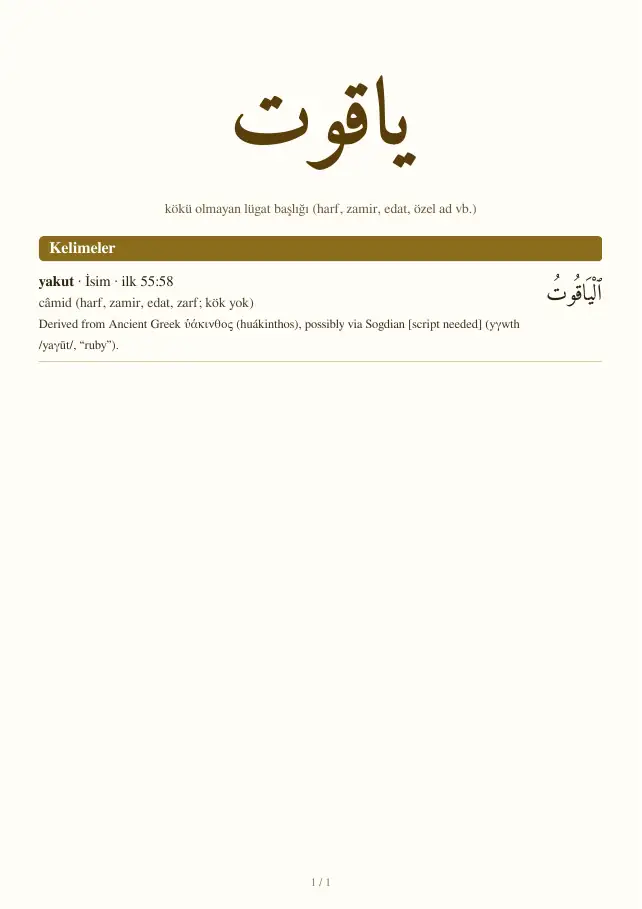 ياقوت
kökü olmayan lügat başlığı (harf, zamir, edat, özel ad vb.)
Kelimeler
yakut · İsim · ilk 55:58 ٱلْيَاقُوتُ
câmid (harf, zamir, edat, zarf; kök yok)
Derived from Ancient Greek ὑάκινθος (huákinthos), possibly via Sogdian [script needed] (yγwth
/yaγūt/, “ruby”).
1 / 1